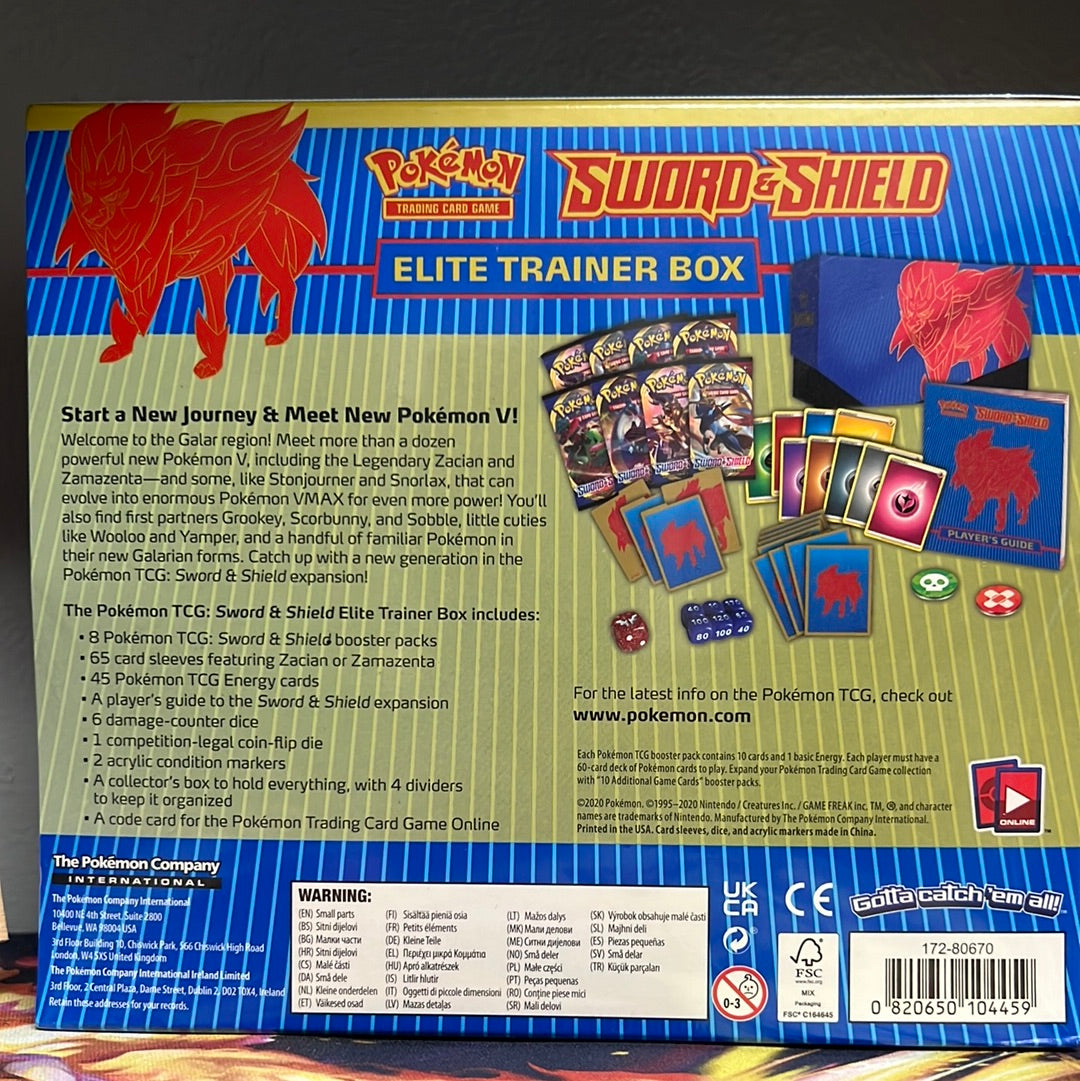 POKéMON
TRADING CARD GAME
SWORD & SHIELD
ELITE TRAINER BOX
Start a New Journey & Meet New Pokémon V!
Welcome to the Galar region! Meet more than a dozen
powerful new Pokémon V, including the Legendary Zacian and
Zamazenta—and some, like Stonjourner and Snorlax, that can
evolve into enormous Pokémon VMAX for even more power! You'll
also find first partners Grookey, Scorbunny, and Sobble, little cuties
like Wooloo and Yamper, and a handful of familiar Pokémon in
their new Galarian forms. Catch up with a new generation in the
Pokémon TCG: Sword & Shield expansion!
The Pokémon TCG: Sword & Shield Elite Trainer Box includes:
• 8 Pokémon TCG: Sword & Shield booster packs
• 65 card sleeves featuring Zacian or Zamazenta
• 45 Pokémon TCG Energy cards
• A player's guide to the Sword & Shield expansion
• 6 damage-counter dice
• 1 competition-legal coin-flip die
• 2 acrylic condition markers
• A collector's box to hold everything, with 4 dividers
to keep it organized
• A code card for the Pokémon Trading Card Game Online
POKéMON
SWORD & SHIELD
SWORD & SHIELD
PLAYER'S GUIDE
40 10 170
100 120 50
80 100 40
For the latest info on the Pokémon TCG, check out
www.pokemon.com
Each Pokémon TCG booster pack contains 10 cards and 1 basic Energy. Each player must have a
60-card deck of Pokémon cards to play. Expand your Pokémon Trading Card Game collection
with "10 Additional Game Cards" booster packs.
©2020 Pokémon. ©1995–2020 Nintendo / Creatures Inc. / GAME FREAK inc. TM, ®, and character
names are trademarks of Nintendo. Manufactured by The Pokémon Company International.
Printed in the USA. Card sleeves, dice, and acrylic markers made in China.
ONLINE™
The Pokémon Company
INTERNATIONAL
The Pokémon Company International
10400 NE 4th Street, Suite 2800
Bellevue, WA 98004 USA
3rd Floor Building 10, Chiswick Park, 566 Chiswick High Road
London, W4 5XS United Kingdom
The Pokémon Company International Ireland Limited
3rd Floor, 2 Central Plaza, Dame Street, Dublin 2, D02 T0X4, Ireland
Retain these addresses for your records.
WARNING:
(EN) Small parts
(BS) Sitni dijelovi
(BG) Малки части
(HR) Sitni dijelovi
(CS) Malé části
(DA) Små dele
(NL) Kleine onderdelen
(ET) Väikesed osad
(FI) Sisältää pieniä osia
(FR) Petits éléments
(DE) Kleine Teile
(EL) Περιέχει μικρά Κομμάτια
(HU) Apró alkatrészek
(IS) Litlir hlutir
(IT) Oggetti di piccole dimensioni
(LV) Mazas detaļas
(LT) Mažos dalys
(MK) Мали делови
(ME) Ситни дијелови
(NO) Små deler
(PL) Małe części
(PT) Peças pequenas
(RO) Conţine piese mici
(SR) Mali delovi
(SK) Výrobok obsahuje malé časti
(SL) Majhni deli
(ES) Piezas pequeñas
(SV) Små delar
(TR) Küçük parçaları
UK
CA
CE
0-3
FSC
www.fsc.org
MIX
Packaging
FSC® C164645
Gotta catch 'em all!™
172-80670
0 820650 104459